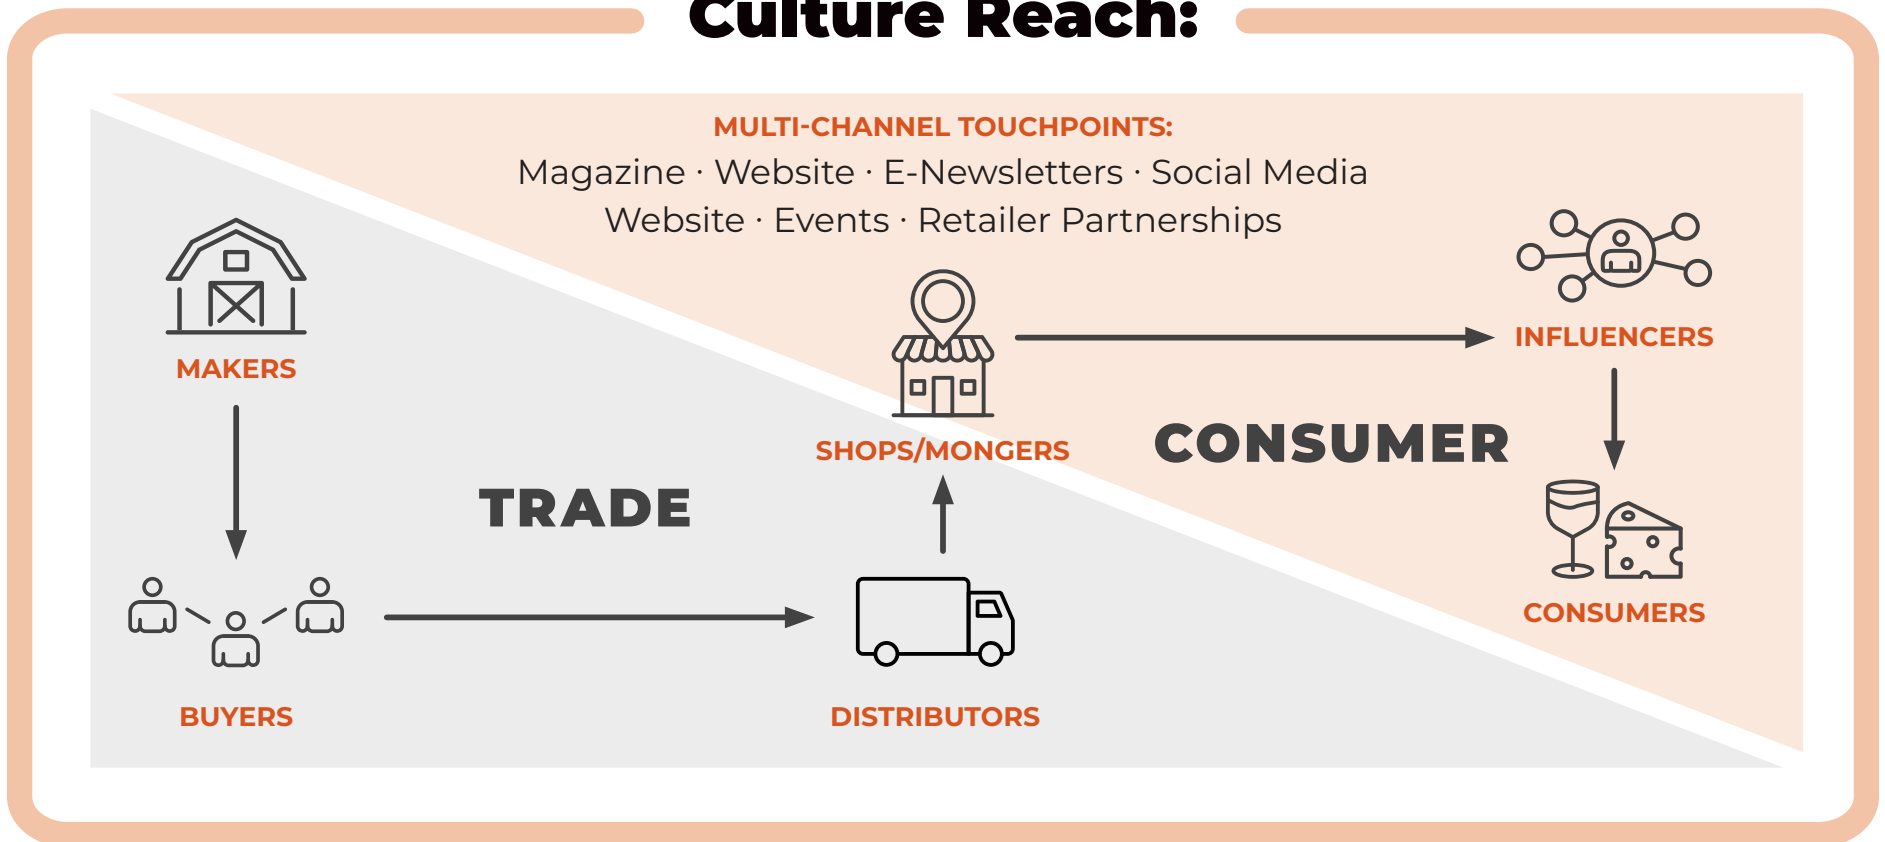 Culture Reach:
MULTI-CHANNEL TOUCHPOINTS:
Magazine · Website · E-Newsletters · Social Media
Website · Events · Retailer Partnerships
MAKERS
INFLUENCERS
SHOPS/MONGERS
CONSUMER
TRADE
CONSUMERS
BUYERS
DISTRIBUTORS